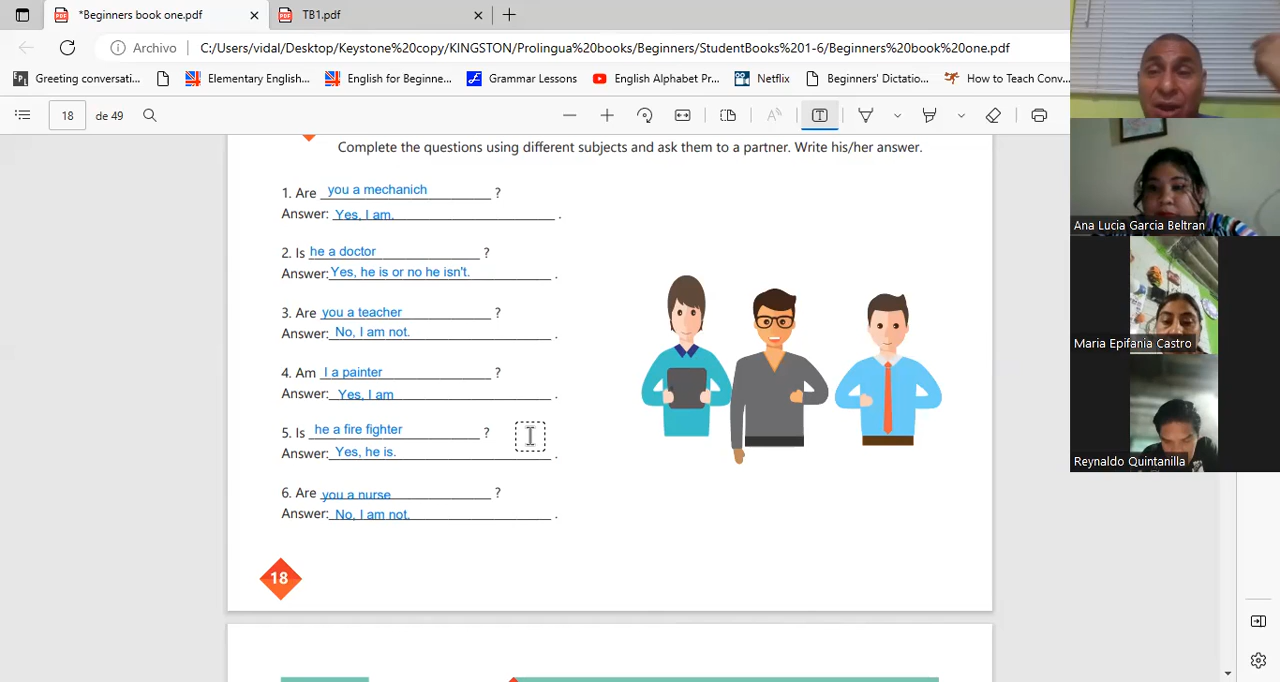 *Beginners book one.pdf
TB1.pdf
Archivo
C:/Users/vidal/Desktop/Keystone%20copy/KINGSTON/Prolingua%20books/Beginners/StudentBooks%201-6/Beginners%20book%20one.pdf
Greeting conversati...
Elementary English...
English for Beginne...
Grammar Lessons
English Alphabet Pr...
Netflix
Beginners' Dictatio...
How to Teach Conv...
18 de 49
Complete the questions using different subjects and ask them to a partner. Write his/her answer.
1. Are you a mechanich ?
Answer: Yes, I am. .
2. Is he a doctor ?
Answer: Yes, he is or no he isn't. .
3. Are you a teacher ?
Answer: No, I am not. .
4. Am I a painter ?
Answer: Yes, I am .
5. Is he a fire fighter ?
Answer: Yes, he is. .
6. Are you a nurse ?
Answer: No, I am not. .
18
Ana Lucia Garcia Beltran
Maria Epifania Castro
Reynaldo Quintanilla